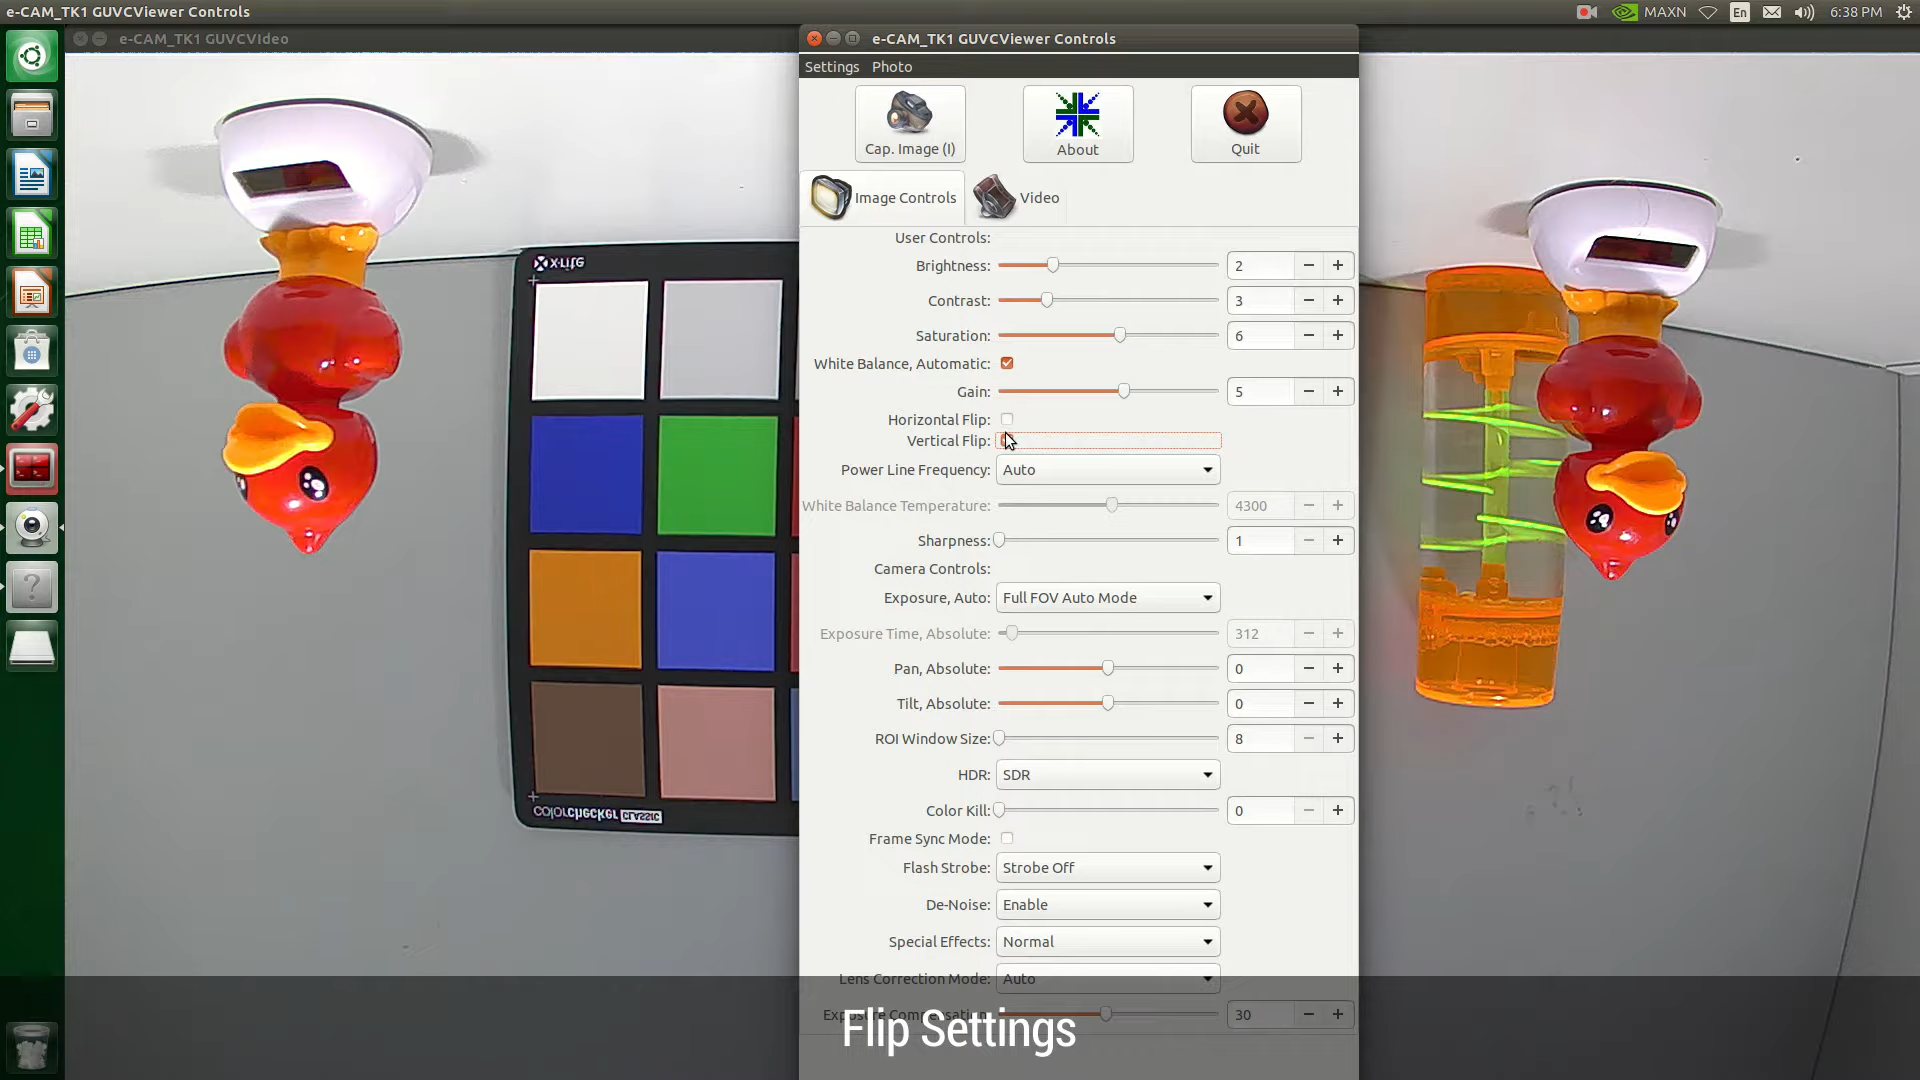 e-CAM_TK1 GUVCViewer Controls
MAXN
En
6:38 PM
e-CAM_TK1 GUVCVIdeo
e-CAM_TK1 GUVCViewer Controls
Settings Photo
Cap. Image (I)
About
Quit
Image Controls
Video
User Controls:
Brightness: 2 − +
Contrast: 3 − +
Saturation: 6 − +
White Balance, Automatic:
Gain: 5 − +
Horizontal Flip:
Vertical Flip:
Power Line Frequency: Auto
White Balance Temperature: 4300 − +
Sharpness: 1 − +
Camera Controls:
Exposure, Auto: Full FOV Auto Mode
Exposure Time, Absolute: 312 − +
Pan, Absolute: 0 − +
Tilt, Absolute: 0 − +
ROI Window Size: 8 − +
HDR: SDR
Color Kill: 0 − +
Frame Sync Mode:
Flash Strobe: Strobe Off
De-Noise: Enable
Special Effects: Normal
Lens Correction Mode: Auto
Exposure Compensation 30 − +
Flip Settings
x-rite
colorchecker CLASSIC